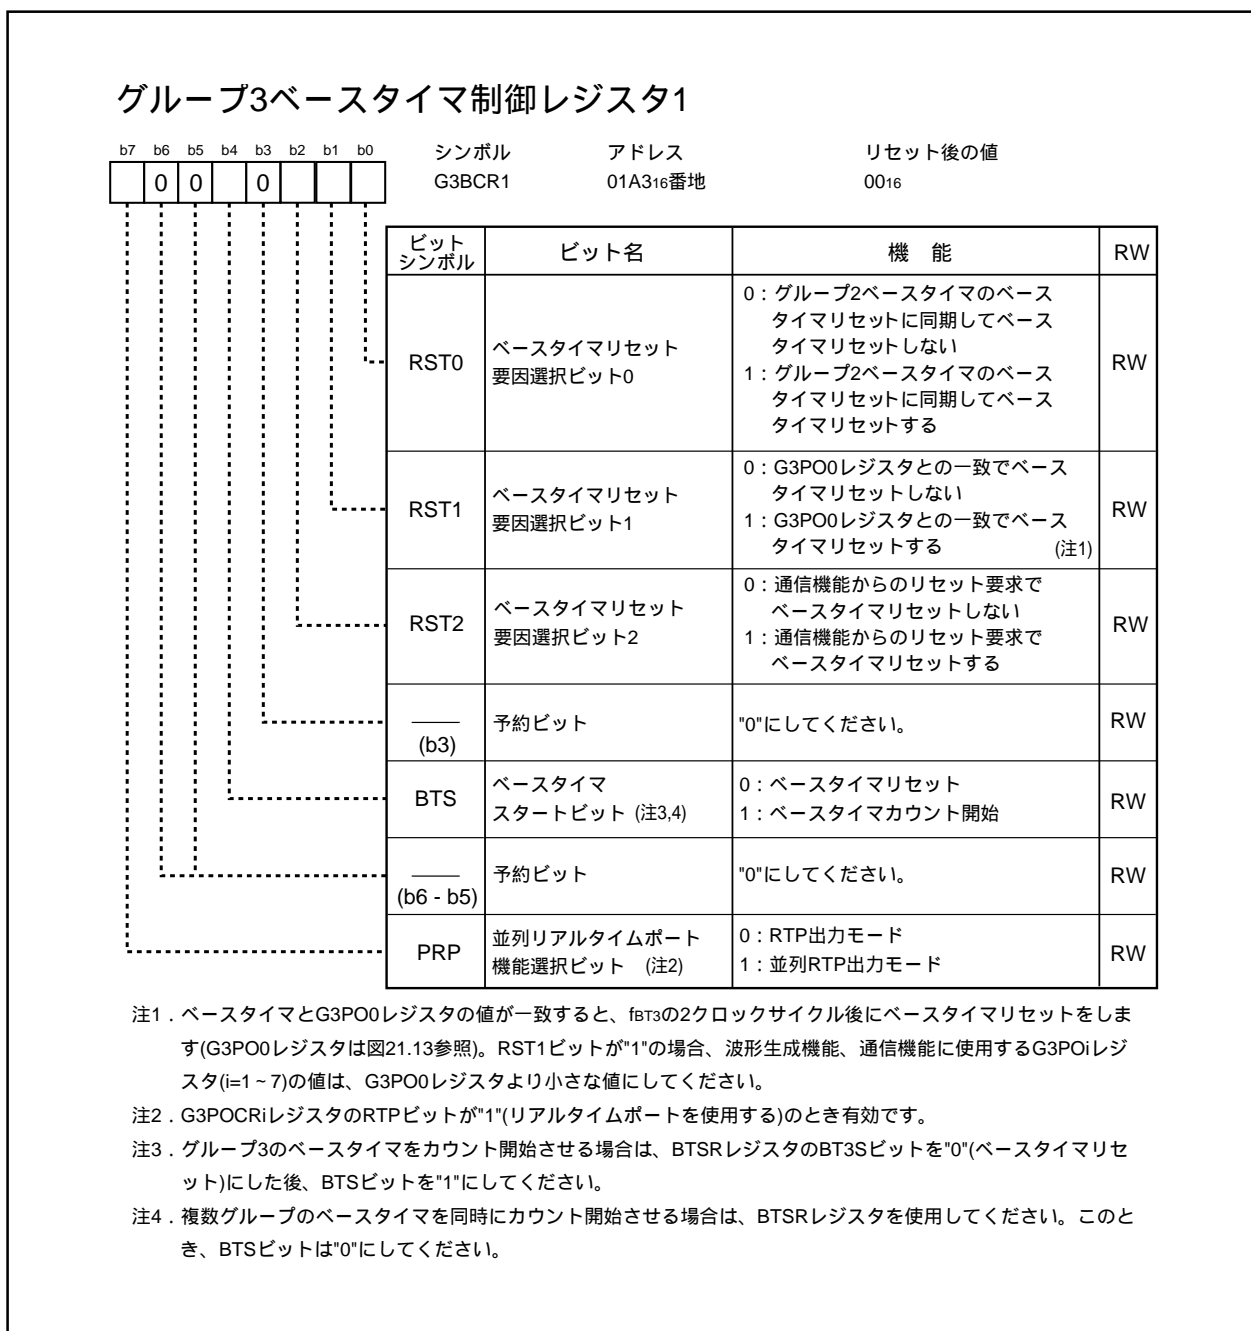 グループ3ベースタイマ制御レジスタ1
b7 b6 b5 b4 b3 b2 b1 b0
0 0 0
シンボル アドレス リセット後の値
G3BCR1 01A316番地 0016
ビット
シンボル
ビット名
機 能
RW
RST0
ベースタイマリセット
要因選択ビット0
0:グループ2ベースタイマのベース
タイマリセットに同期してベース
タイマリセットしない
1:グループ2ベースタイマのベース
タイマリセットに同期してベース
タイマリセットする
RW
RST1
ベースタイマリセット
要因選択ビット1
0:G3PO0レジスタとの一致でベース
タイマリセットしない
1:G3PO0レジスタとの一致でベース
タイマリセットする (注1)
RW
RST2
ベースタイマリセット
要因選択ビット2
0:通信機能からのリセット要求で
ベースタイマリセットしない
1:通信機能からのリセット要求で
ベースタイマリセットする
RW
(b3)
予約ビット
"0"にしてください。
RW
BTS
ベースタイマ
スタートビット (注3,4)
0:ベースタイマリセット
1:ベースタイマカウント開始
RW
(b6 - b5)
予約ビット
"0"にしてください。
RW
PRP
並列リアルタイムポート
機能選択ビット (注2)
0:RTP出力モード
1:並列RTP出力モード
RW
注1.ベースタイマとG3PO0レジスタの値が一致すると、fBT3の2クロックサイクル後にベースタイマリセットをしま
す(G3PO0レジスタは図21.13参照)。RST1ビットが"1"の場合、波形生成機能、通信機能に使用するG3POiレジ
スタ(i=1~7)の値は、G3PO0レジスタより小さな値にしてください。
注2.G3POCRiレジスタのRTPビットが"1"(リアルタイムポートを使用する)のとき有効です。
注3.グループ3のベースタイマをカウント開始させる場合は、BTSRレジスタのBT3Sビットを"0"(ベースタイマリセ
ット)にした後、BTSビットを"1"にしてください。
注4.複数グループのベースタイマを同時にカウント開始させる場合は、BTSRレジスタを使用してください。このと
き、BTSビットは"0"にしてください。